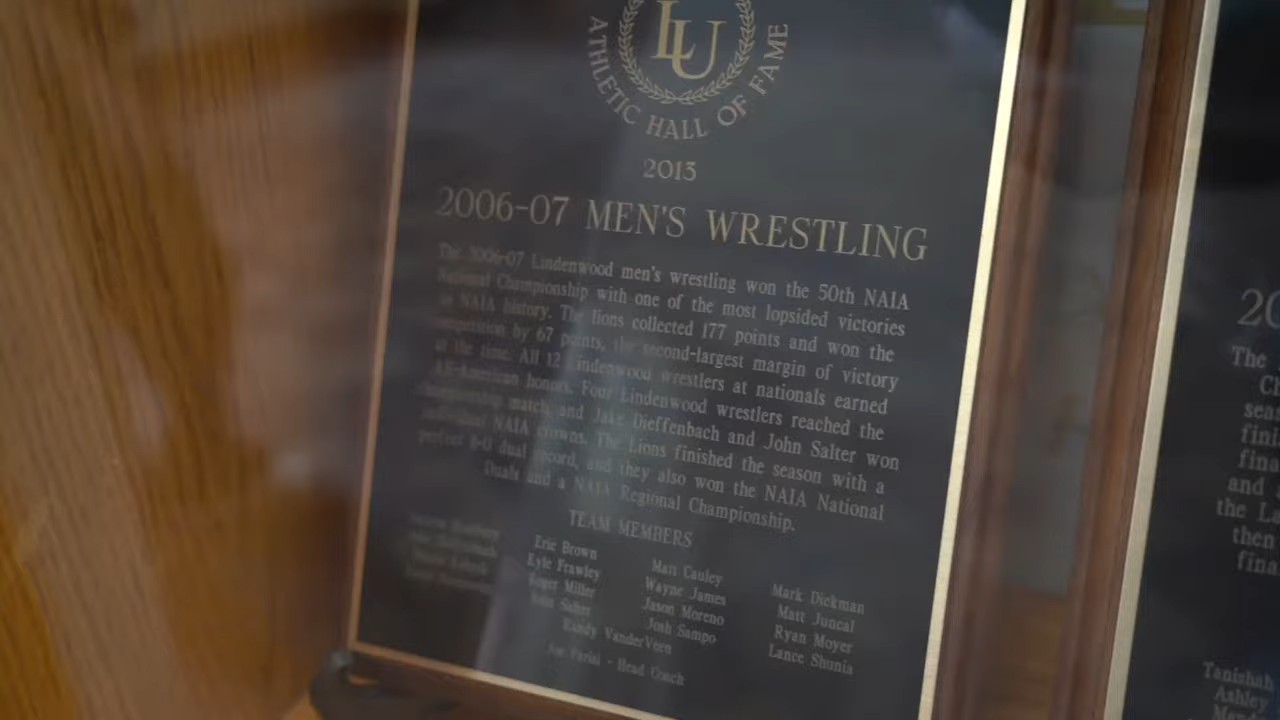 LU
ATHLETIC HALL OF FAME
2013
2006-07 MEN'S WRESTLING
The 2006-07 Lindenwood men's wrestling won the 50th NAIA
National Championship with one of the most lopsided victories
in NAIA history. The lions collected 177 points and won the
competition by 67 points, the second-largest margin of victory
at the time. All 12 Lindenwood wrestlers at nationals earned
All-American honors. Four Lindenwood wrestlers reached the
championship match, and Jake Dieffenbach and John Salter won
individual NAIA crowns. The Lions finished the season with a
perfect 8-0 dual record, and they also won the NAIA National
Duals and a NAIA Regional Championship.
TEAM MEMBERS
Eric Brown Matt Cauley Mark Dickman
Kyle Frawley Wayne James Matt Juncal
Roger Miller Jason Moreno Ryan Moyer
John Salter Josh Sampo Lance Shunia
Randy VanderVeen
Joe Parisi - Head Coach
20
The
sea
fini
fina
and
the La
then
fina
Tanishah
Ashley